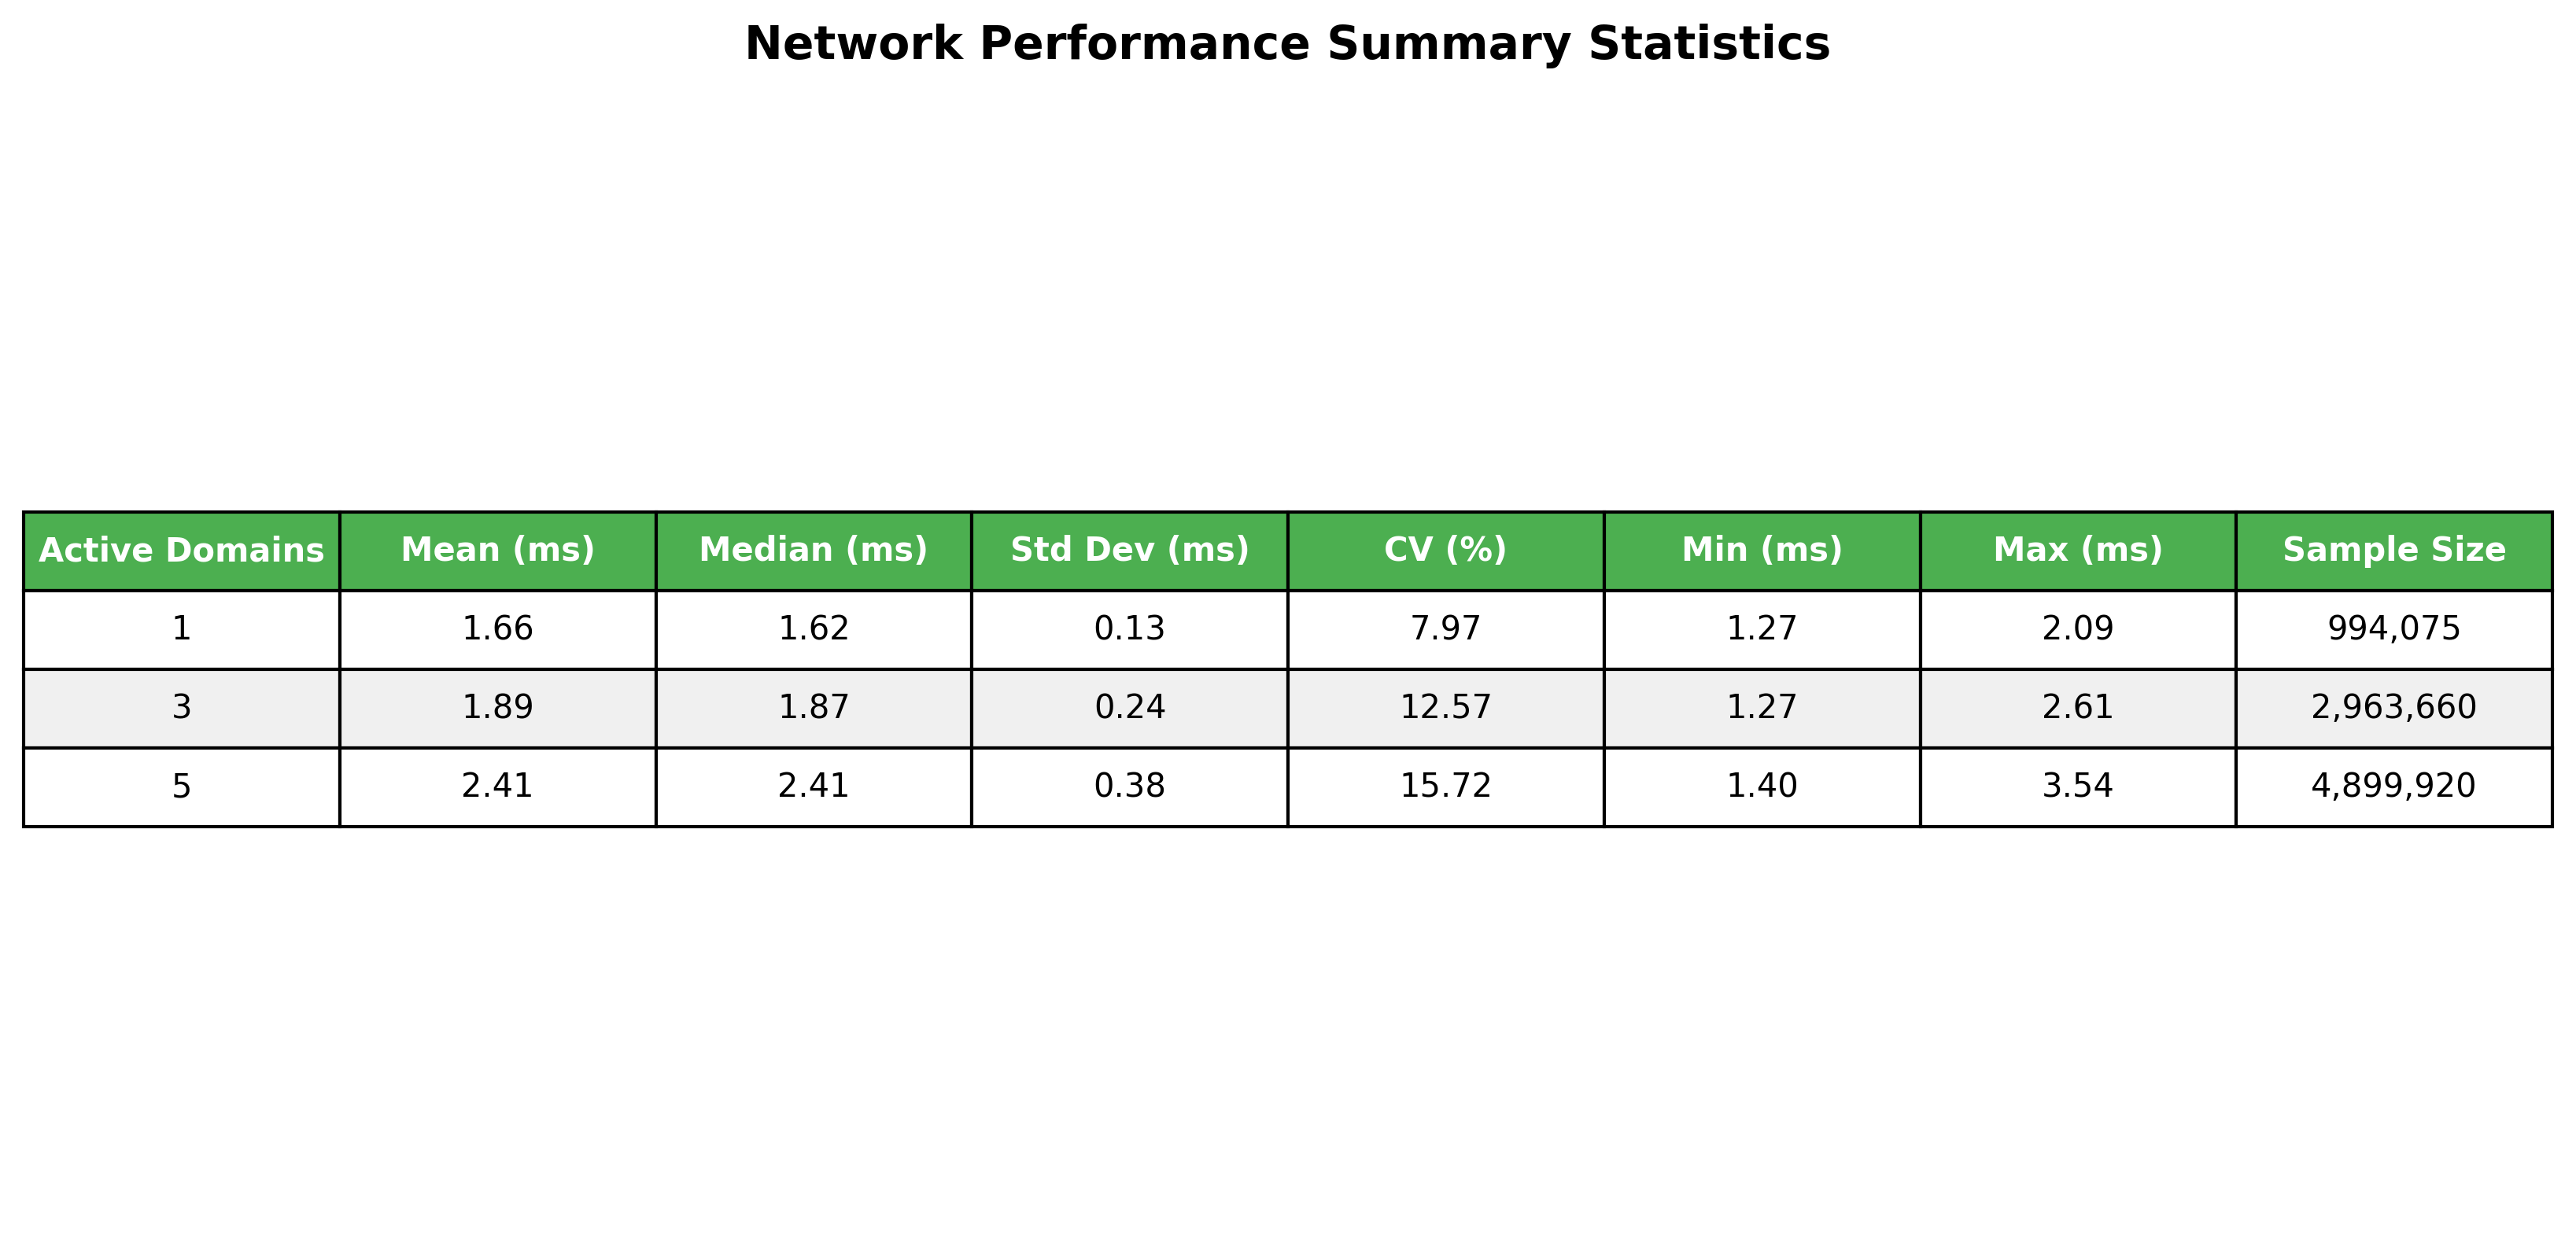 Network Performance Summary Statistics
Active Domains Mean (ms) Median (ms) Std Dev (ms) CV (%) Min (ms) Max (ms) Sample Size
1 1.66 1.62 0.13 7.97 1.27 2.09 994,075
3 1.89 1.87 0.24 12.57 1.27 2.61 2,963,660
5 2.41 2.41 0.38 15.72 1.40 3.54 4,899,920